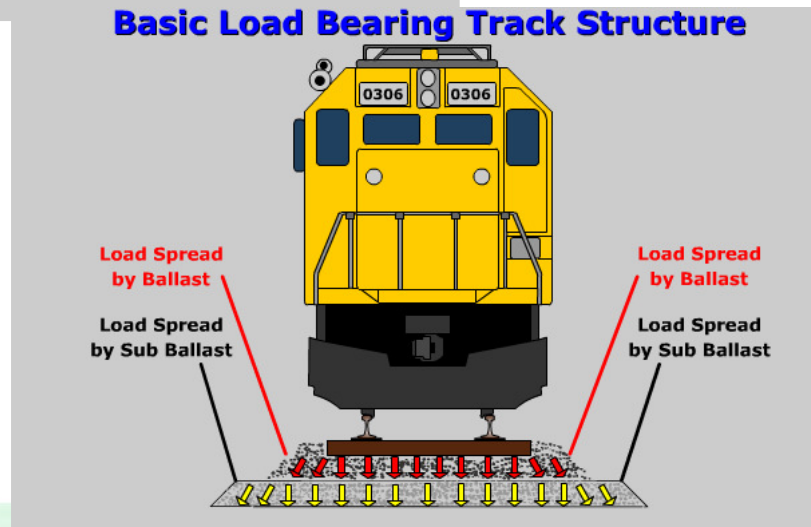 Basic Load Bearing Track Structure
0306 0306
Load Spread
by Ballast
Load Spread
by Sub Ballast
Load Spread
by Ballast
Load Spread
by Sub Ballast